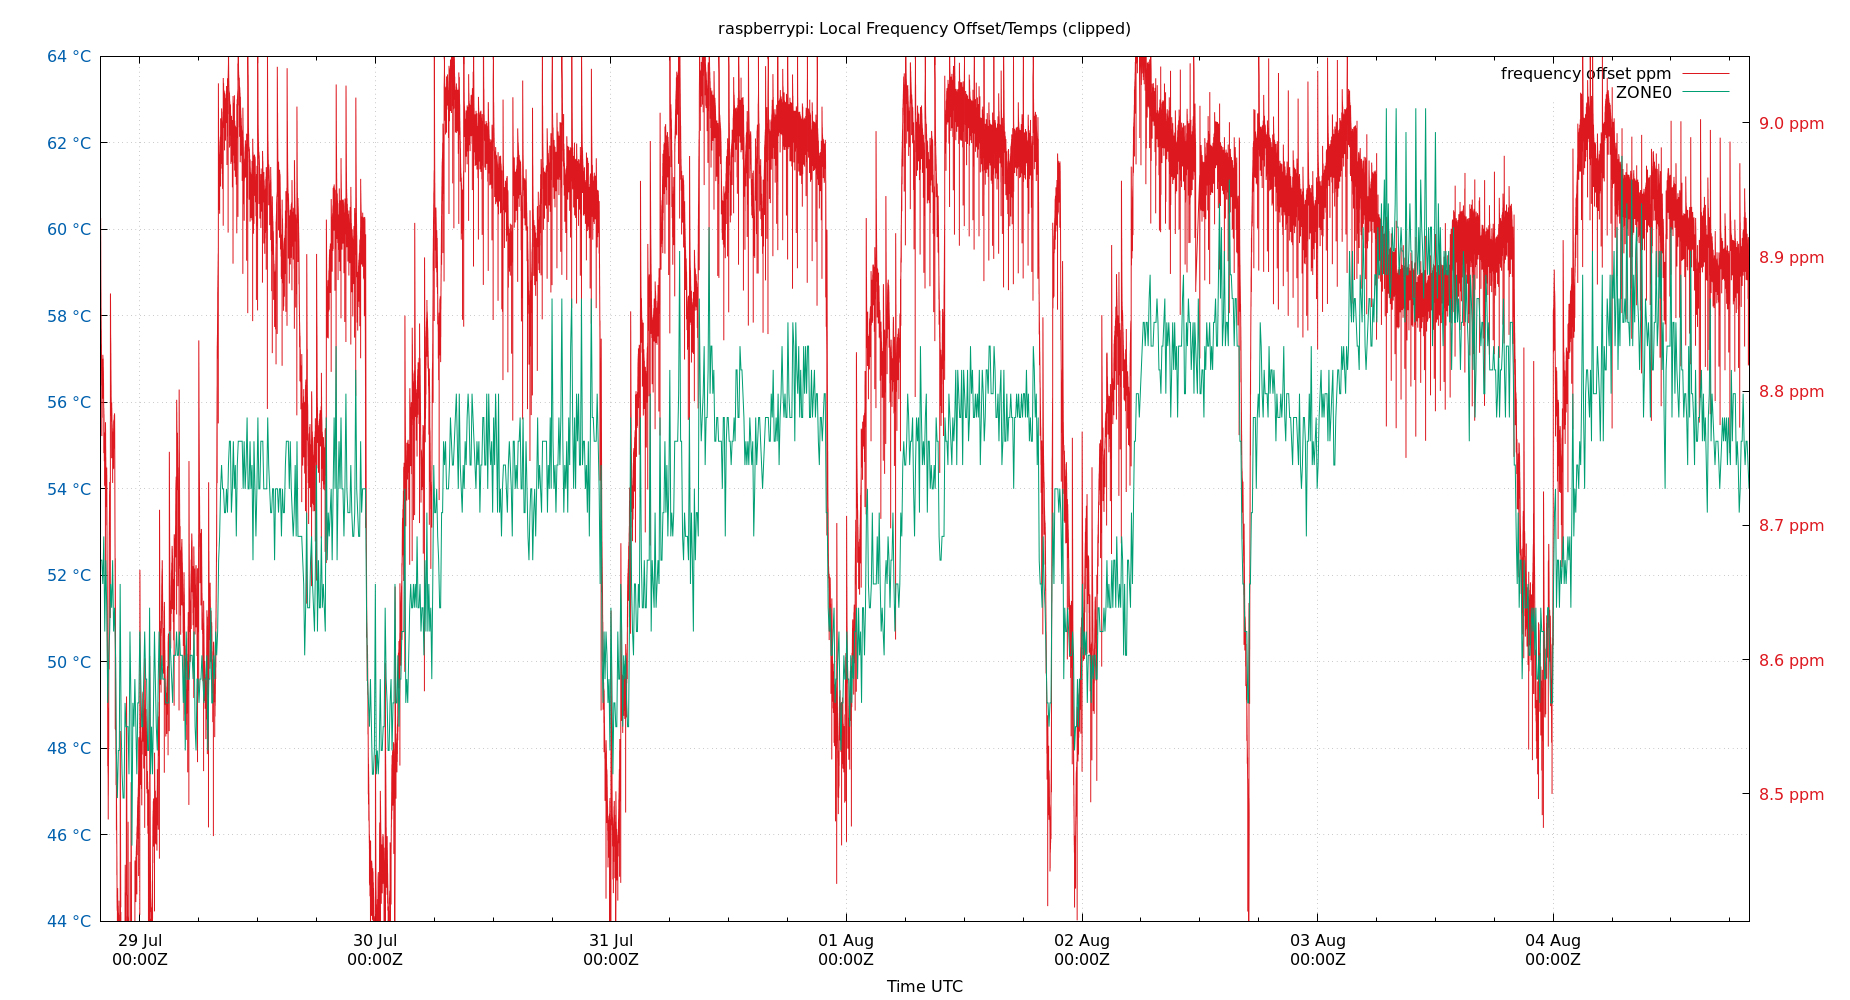 raspberrypi: Local Frequency Offset/Temps (clipped)
64 °C
62 °C
60 °C
58 °C
56 °C
54 °C
52 °C
50 °C
48 °C
46 °C
44 °C
frequency offset ppm
ZONE0
9.0 ppm
8.9 ppm
8.8 ppm
8.7 ppm
8.6 ppm
8.5 ppm
29 Jul
00:00Z
30 Jul
00:00Z
31 Jul
00:00Z
01 Aug
00:00Z
02 Aug
00:00Z
03 Aug
00:00Z
04 Aug
00:00Z
Time UTC